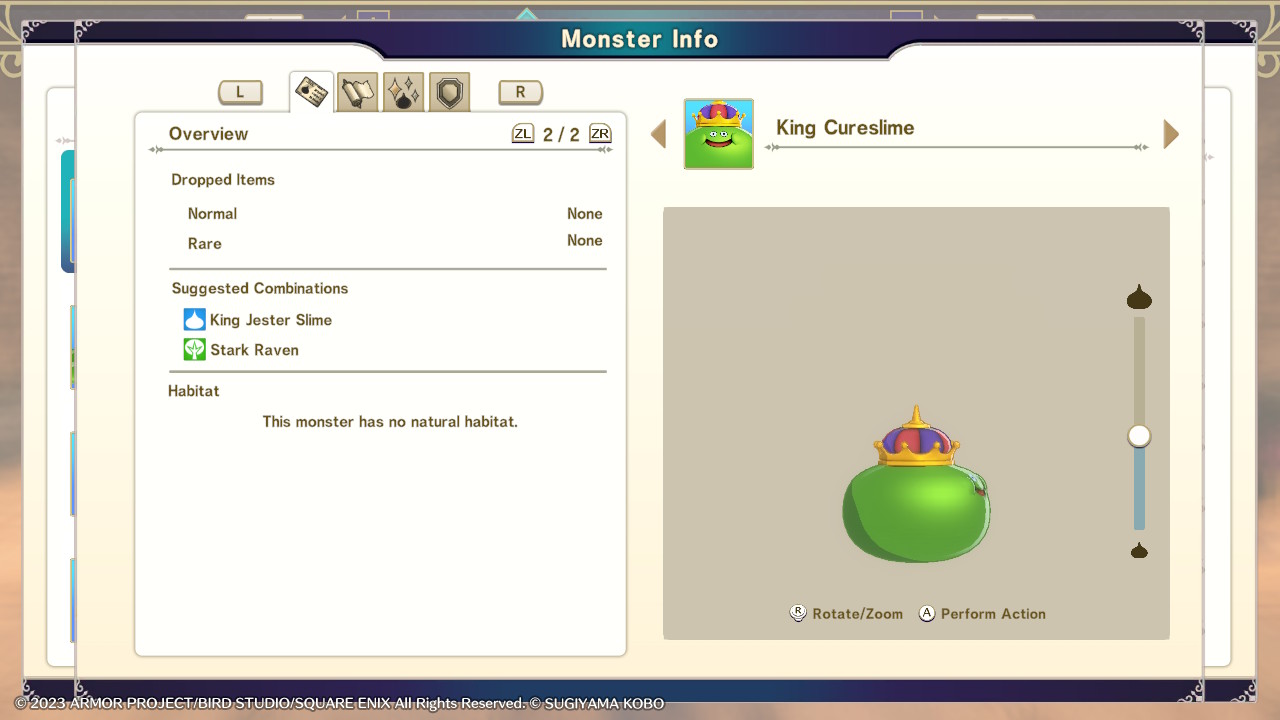 Monster Info
L
R
Overview
ZL 2 / 2 ZR
Dropped Items
Normal None
Rare None
Suggested Combinations
King Jester Slime
Stark Raven
Habitat
This monster has no natural habitat.
King Cureslime
R Rotate/Zoom A Perform Action
© 2023 ARMOR PROJECT/BIRD STUDIO/SQUARE ENIX All Rights Reserved. © SUGIYAMA KOBO